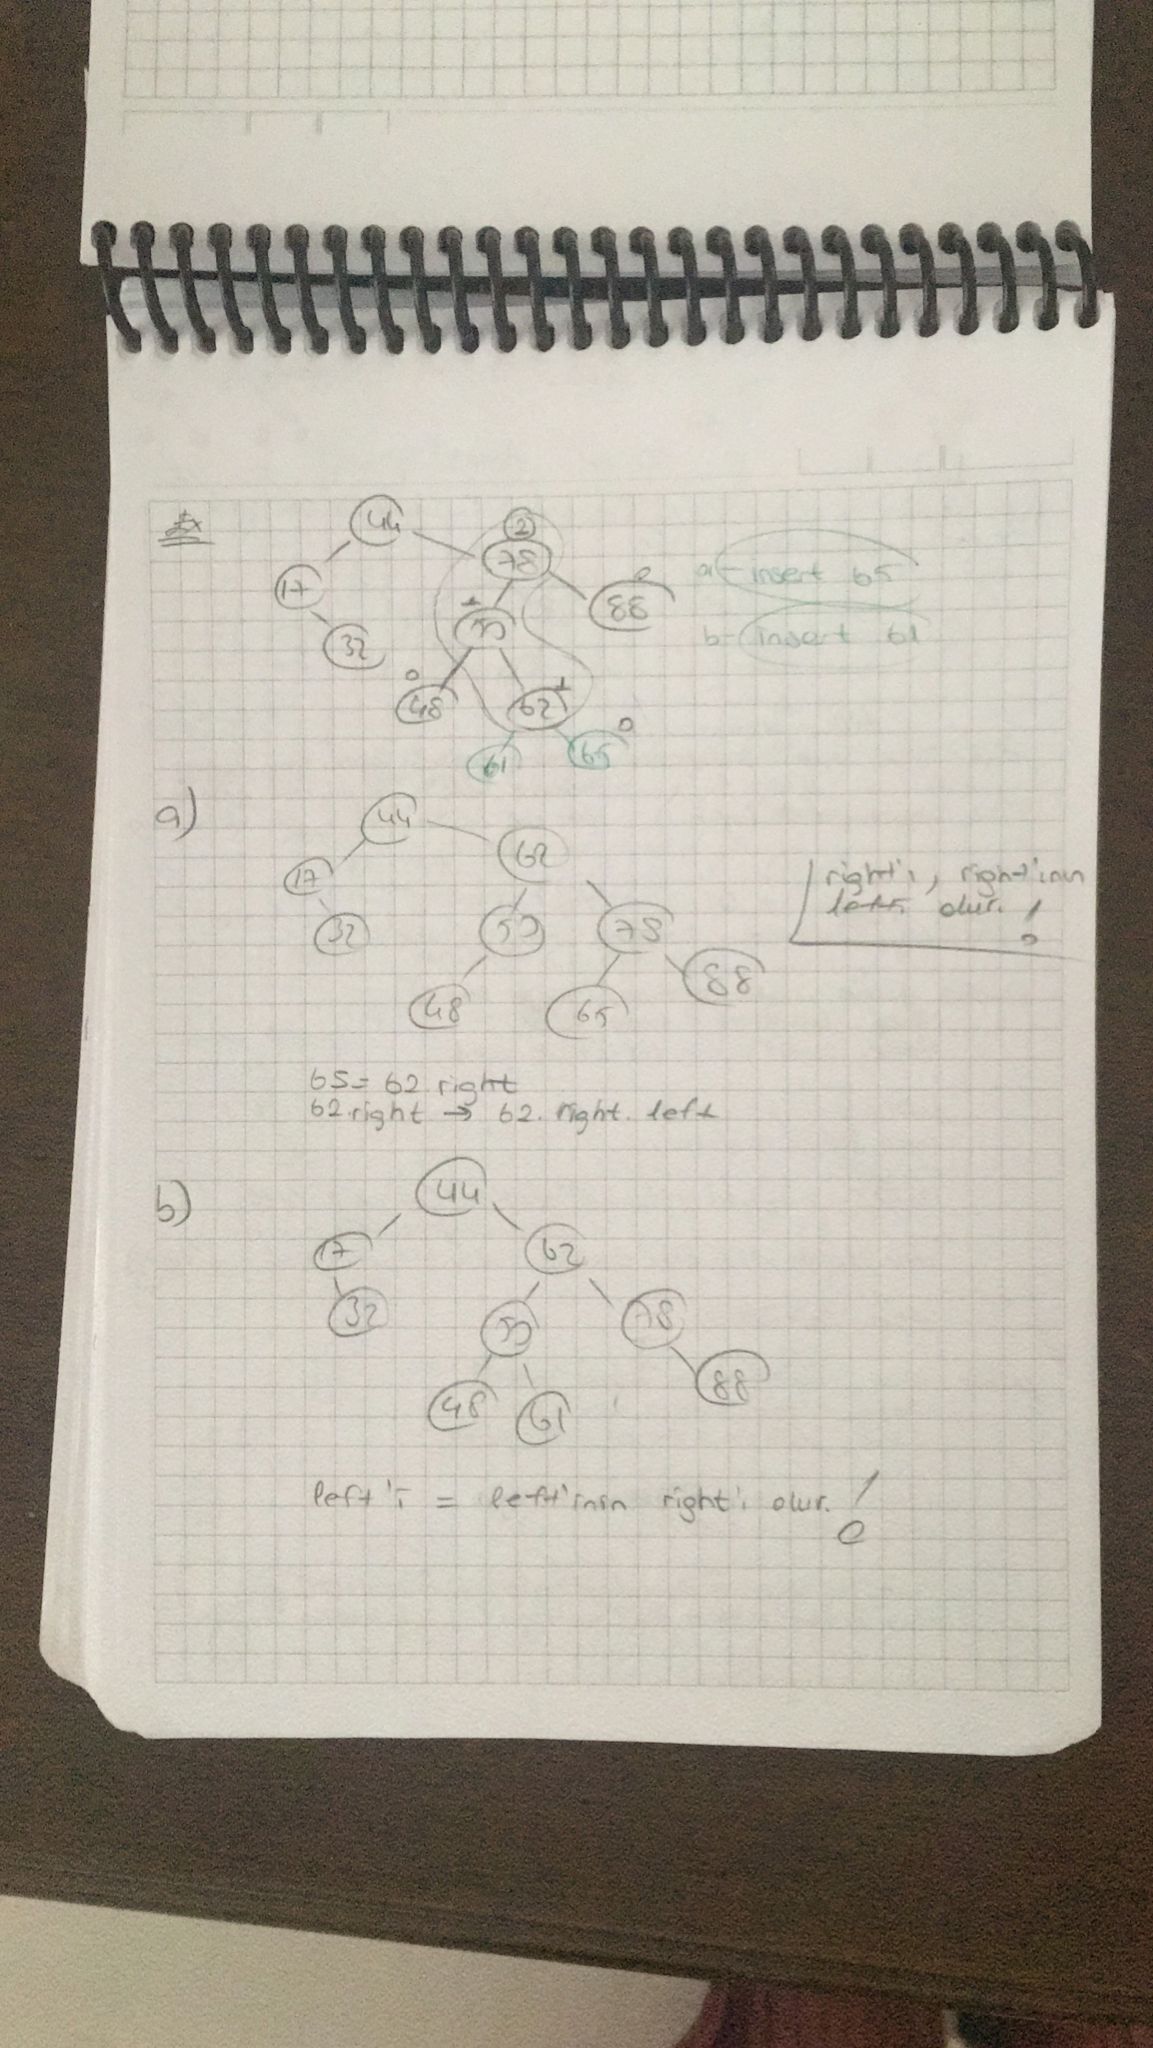 Ex
44 2
78
17 0
88 a- insert 65
1
50
32 b- insert 61
0
48 62 1
0
61 65
a)
44
62
17 right'ı, right'ının
left'i olur. !
32 50 78
88
48 65
65 = 62.right
62.right → 62.right.left
b)
44
17 62
32 50 78
88
48 61
left'i = left'inin right'ı olur. !